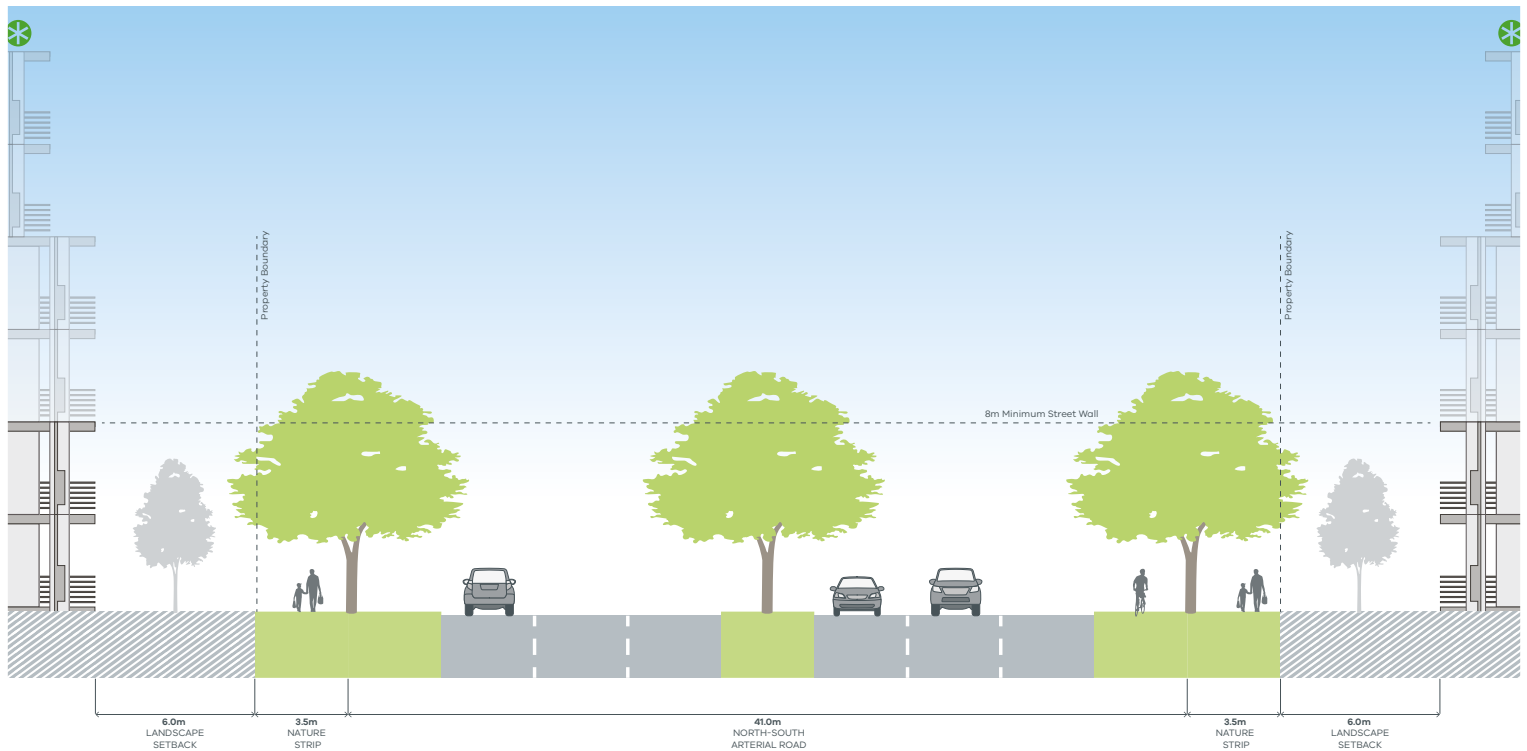 Property Boundary
Property Boundary
8m Minimum Street Wall
6.0m
LANDSCAPE
SETBACK
3.5m
NATURE
STRIP
41.0m
NORTH-SOUTH
ARTERIAL ROAD
3.5m
NATURE
STRIP
6.0m
LANDSCAPE
SETBACK